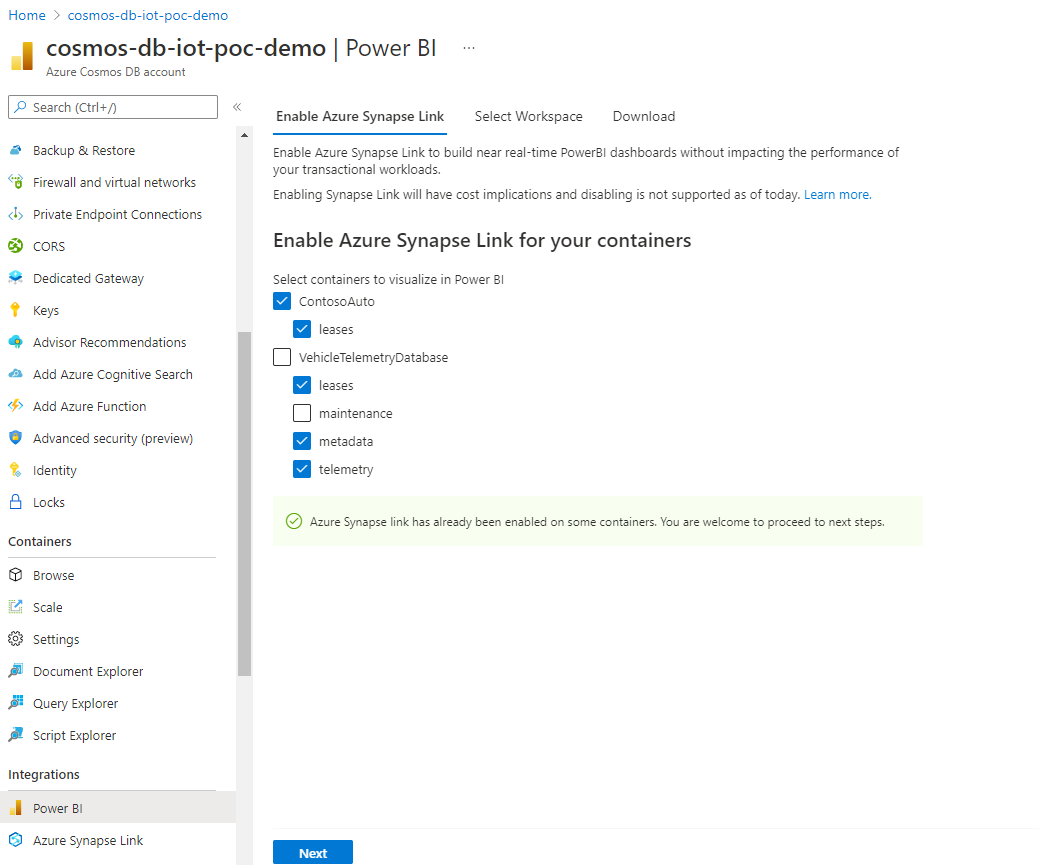 Home > cosmos-db-iot-poc-demo
cosmos-db-iot-poc-demo | Power BI ...
Azure Cosmos DB account
Search (Ctrl+/)
«
Backup & Restore
Firewall and virtual networks
Private Endpoint Connections
CORS
Dedicated Gateway
Keys
Advisor Recommendations
Add Azure Cognitive Search
Add Azure Function
Advanced security (preview)
Identity
Locks
Containers
Browse
Scale
Settings
Document Explorer
Query Explorer
Script Explorer
Integrations
Power BI
Azure Synapse Link
Enable Azure Synapse Link Select Workspace Download
Enable Azure Synapse Link to build near real-time PowerBI dashboards without impacting the performance of
your transactional workloads.
Enabling Synapse Link will have cost implications and disabling is not supported as of today. Learn more.
Enable Azure Synapse Link for your containers
Select containers to visualize in Power BI
ContosoAuto
leases
VehicleTelemetryDatabase
leases
maintenance
metadata
telemetry
Azure Synapse link has already been enabled on some containers. You are welcome to proceed to next steps.
Next